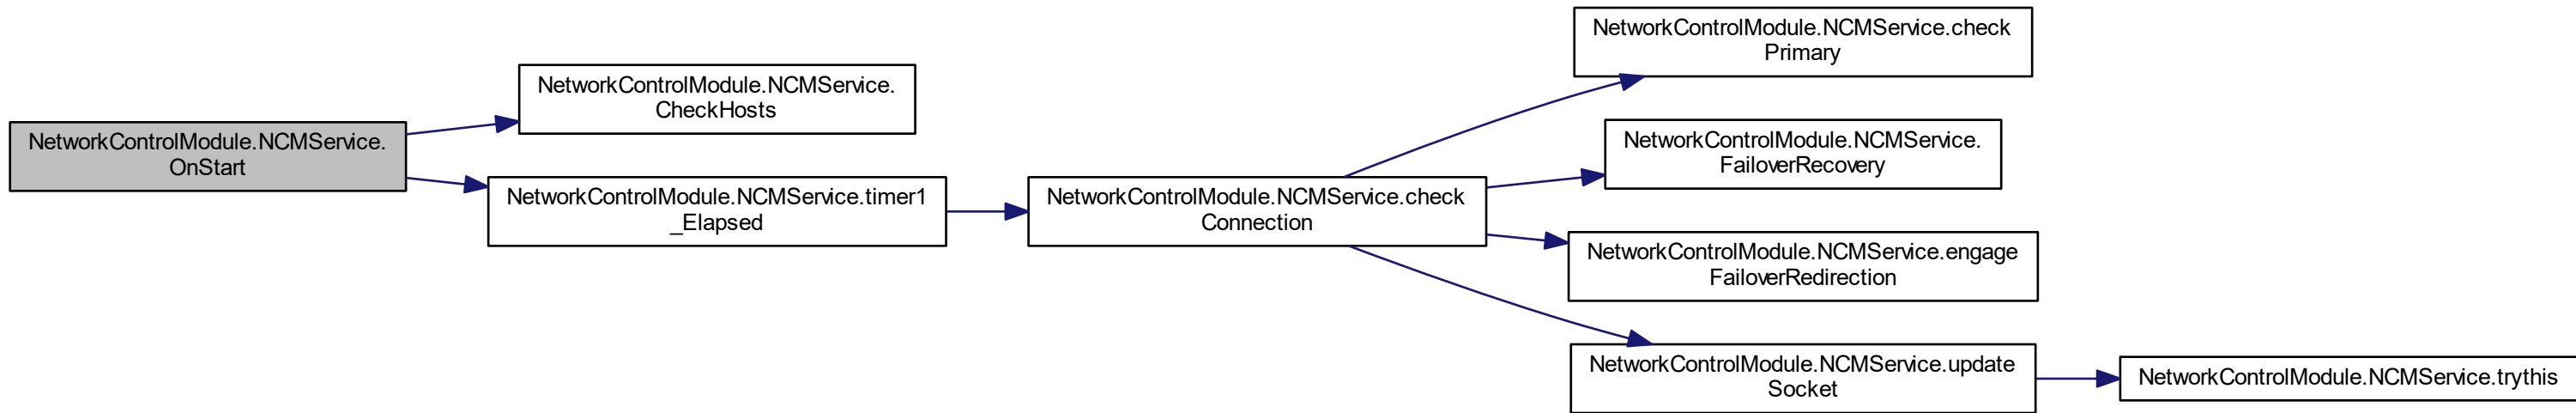 NetworkControlModule.NCMService.
OnStart
NetworkControlModule.NCMService.
CheckHosts
NetworkControlModule.NCMService.timer1
_Elapsed
NetworkControlModule.NCMService.check
Connection
NetworkControlModule.NCMService.check
Primary
NetworkControlModule.NCMService.
FailoverRecovery
NetworkControlModule.NCMService.engage
FailoverRedirection
NetworkControlModule.NCMService.update
Socket
NetworkControlModule.NCMService.trythis